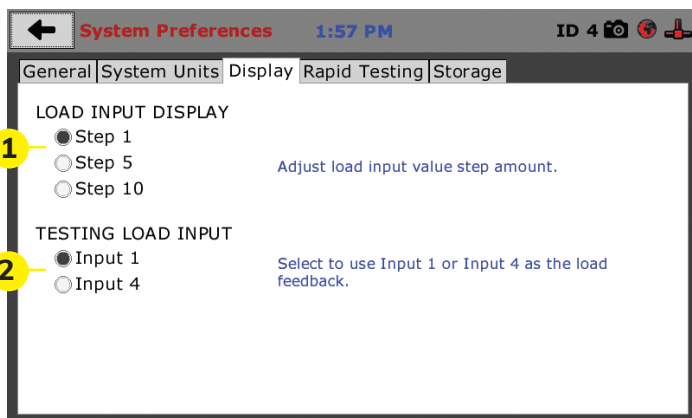 System Preferences 1:57 PM ID 4
General System Units Display Rapid Testing Storage
LOAD INPUT DISPLAY
1
Step 1
Step 5
Step 10
Adjust load input value step amount.
TESTING LOAD INPUT
2
Input 1
Input 4
Select to use Input 1 or Input 4 as the load
feedback.